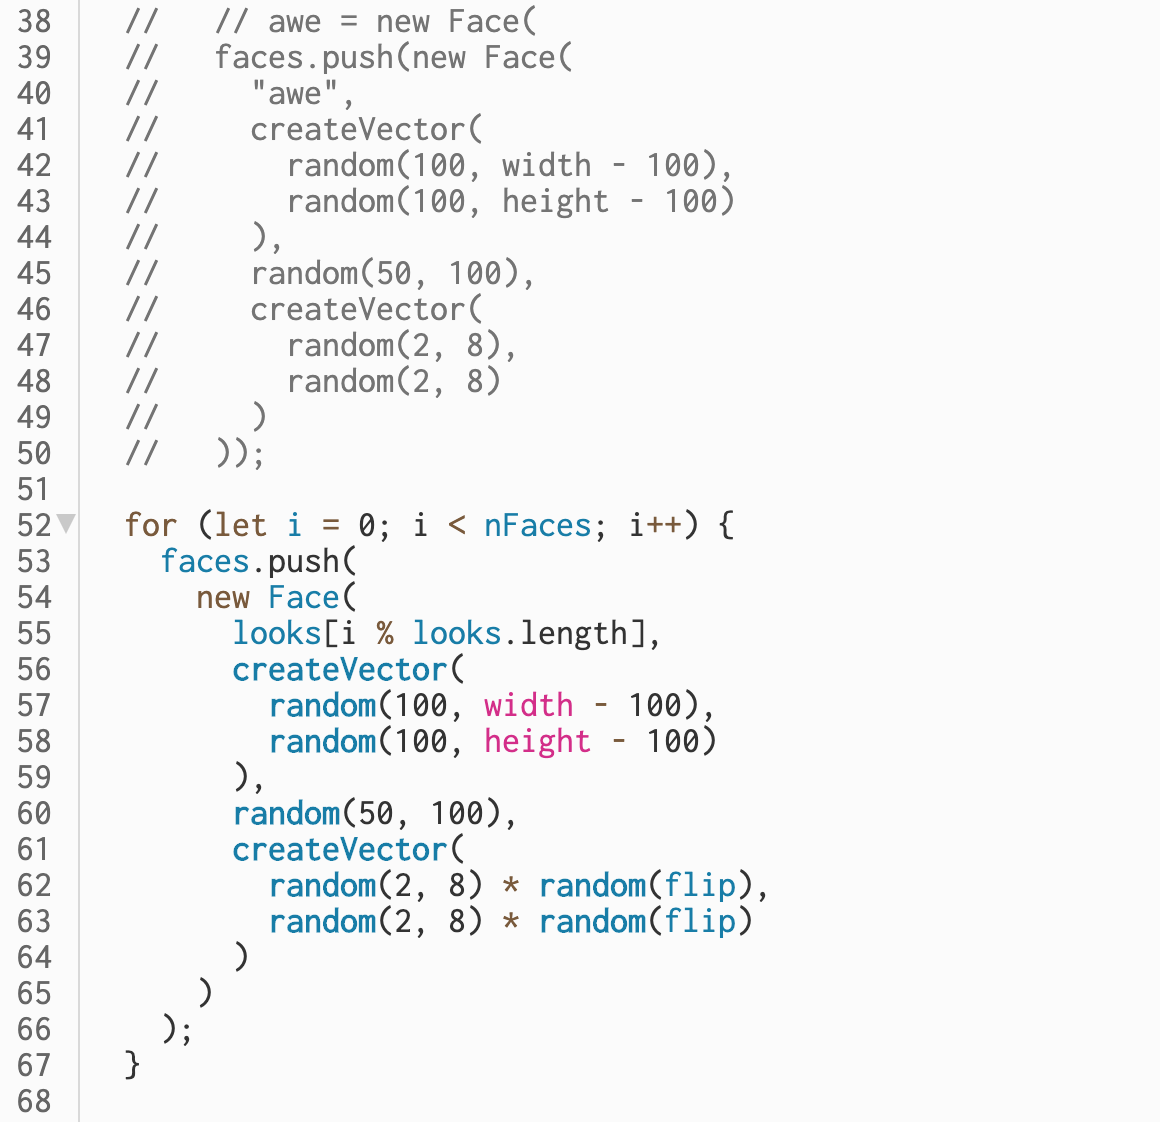 38 //   // awe = new Face(
39 //   faces.push(new Face(
40 //     "awe",
41 //     createVector(
42 //       random(100, width - 100),
43 //       random(100, height - 100)
44 //     ),
45 //     random(50, 100),
46 //     createVector(
47 //       random(2, 8),
48 //       random(2, 8)
49 //     )
50 //   ));
51
52 for (let i = 0; i < nFaces; i++) {
53   faces.push(
54     new Face(
55       looks[i % looks.length],
56       createVector(
57         random(100, width - 100),
58         random(100, height - 100)
59       ),
60       random(50, 100),
61       createVector(
62         random(2, 8) * random(flip),
63         random(2, 8) * random(flip)
64       )
65     )
66   );
67 }
68